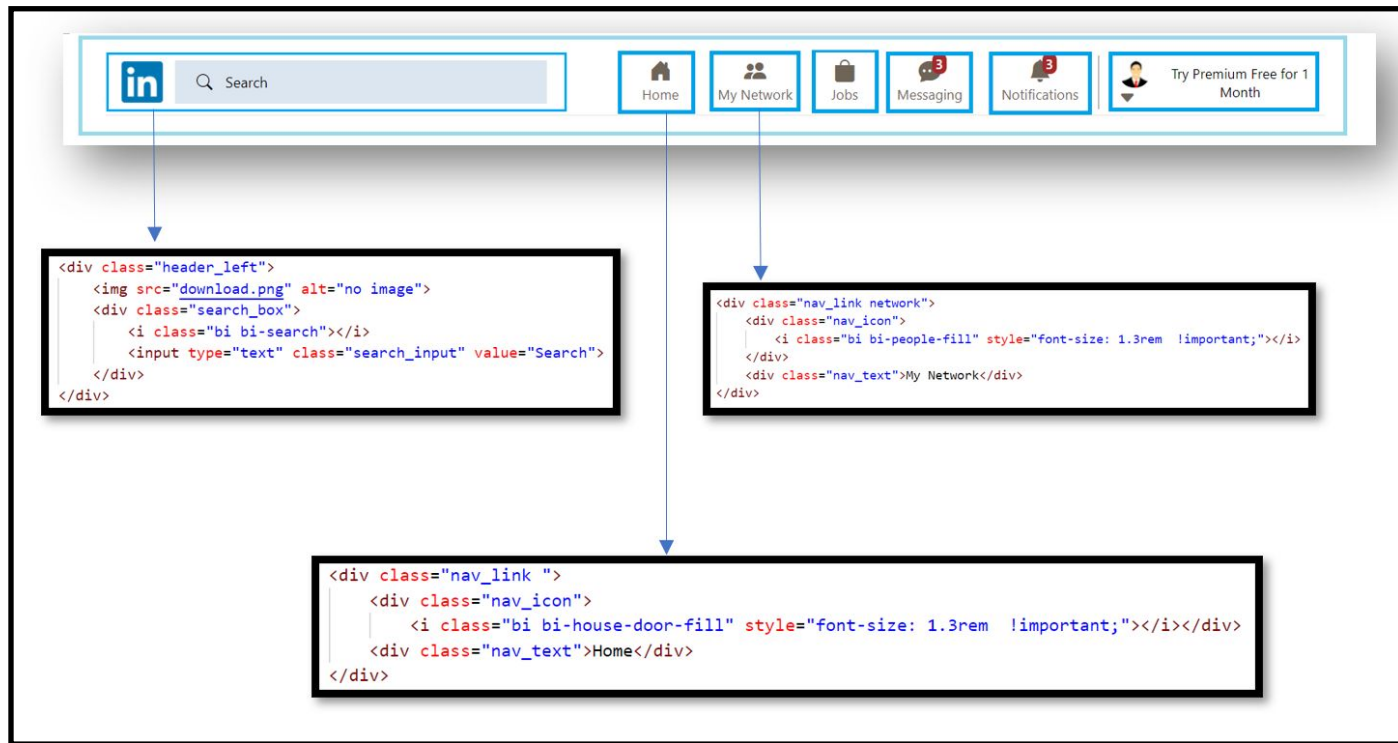 in
Search
Home
My Network
Jobs
3
Messaging
3
Notifications
Try Premium Free for 1
Month
<div class="header_left">
<img src="download.png" alt="no image">
<div class="search_box">
<i class="bi bi-search"></i>
<input type="text" class="search_input" value="Search">
</div>
</div>
<div class="nav_link network">
<div class="nav_icon">
<i class="bi bi-people-fill" style="font-size: 1.3rem  !important;"></i>
</div>
<div class="nav_text">My Network</div>
</div>
<div class="nav_link ">
<div class="nav_icon">
<i class="bi bi-house-door-fill" style="font-size: 1.3rem  !important;"></i></div>
<div class="nav_text">Home</div>
</div>